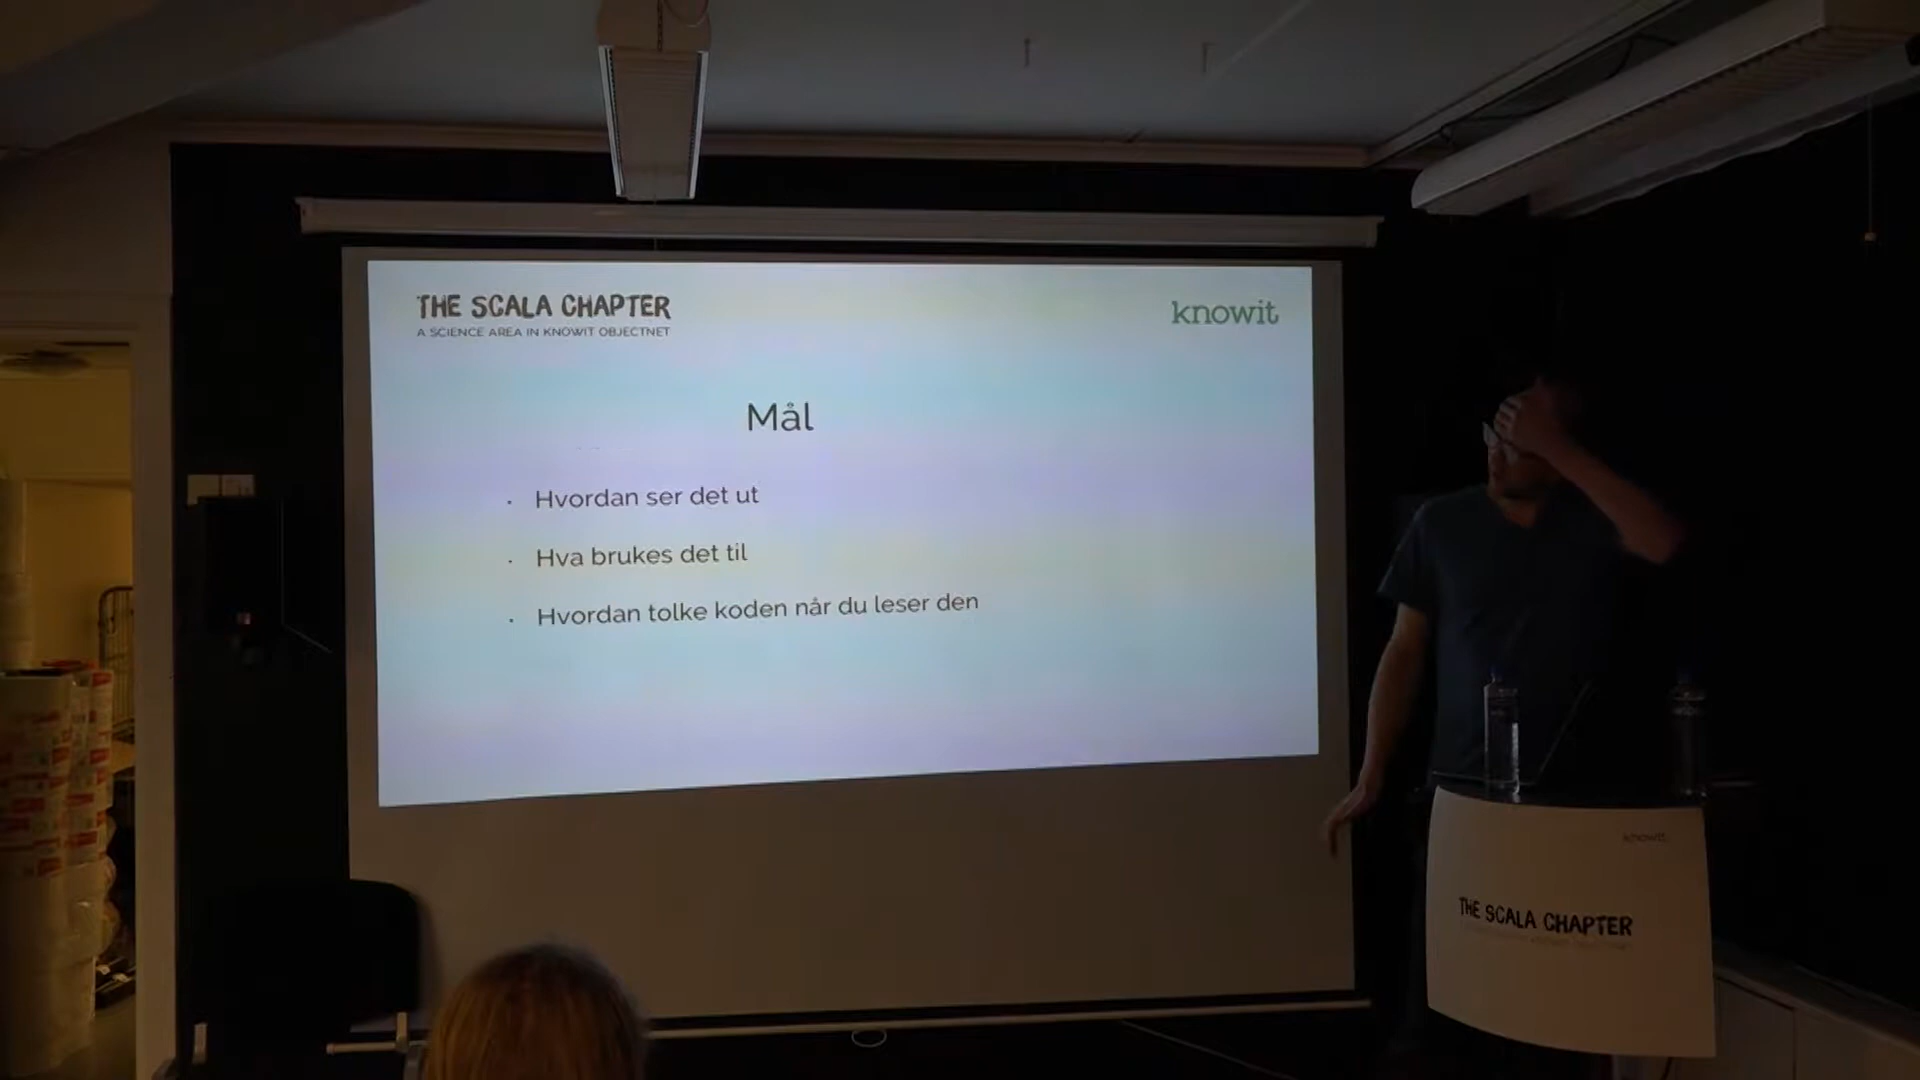 THE SCALA CHAPTER
A SCIENCE AREA IN KNOWIT OBJECTNET
knowit
Mål
· Hvordan ser det ut
· Hva brukes det til
· Hvordan tolke koden når du leser den
knowit
THE SCALA CHAPTER